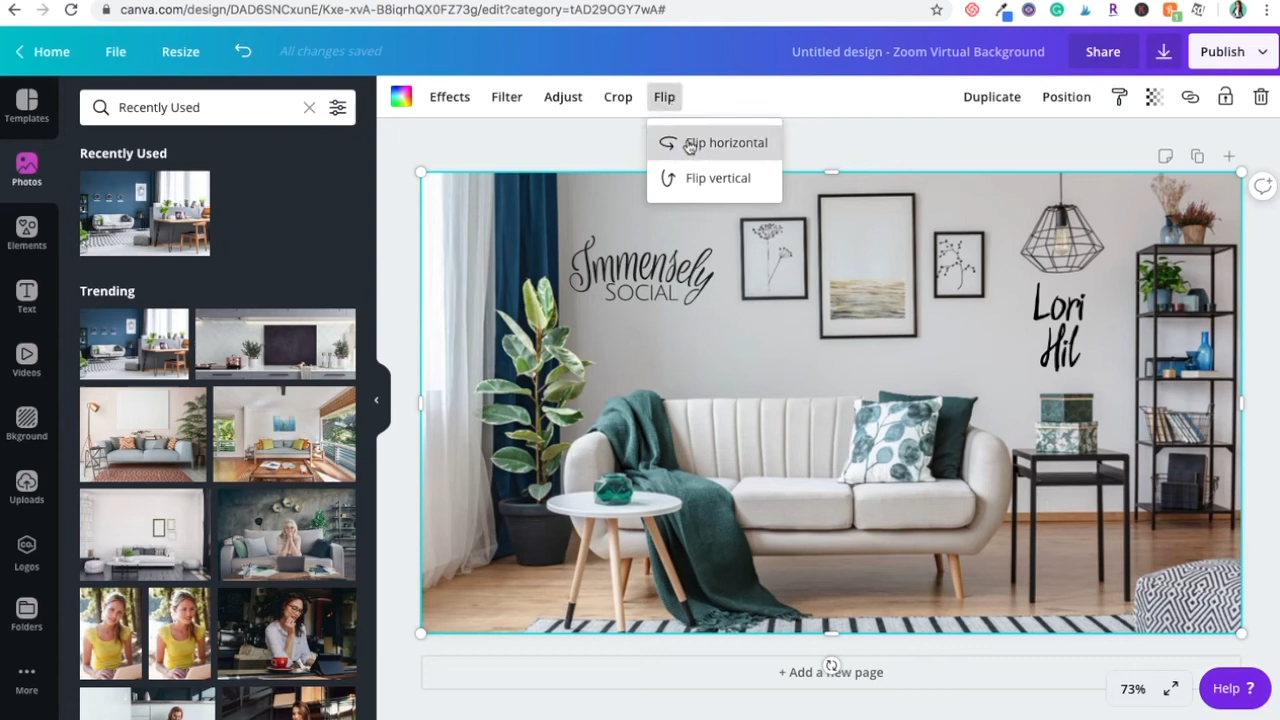 canva.com/design/DAD6SNCxunE/Kxe-xvA-B8iqrhQX0FZ73g/edit?category=tAD29OGY7wA#
Home File Resize All changes saved Untitled design - Zoom Virtual Background Share Publish
Templates
Photos
Elements
Text
Videos
Bkground
Uploads
CO.
Logos
Folders
More
Recently Used
Recently Used
Trending
Effects Filter Adjust Crop Flip Duplicate Position
Flip horizontal
Flip vertical
Immensely
SOCIAL
Lori
Hil
+ Add a new page
73% Help ?